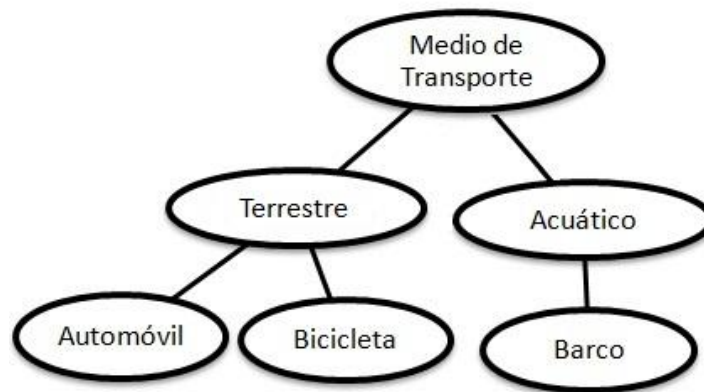 Medio de
Transporte
Terrestre
Acuático
Automóvil
Bicicleta
Barco